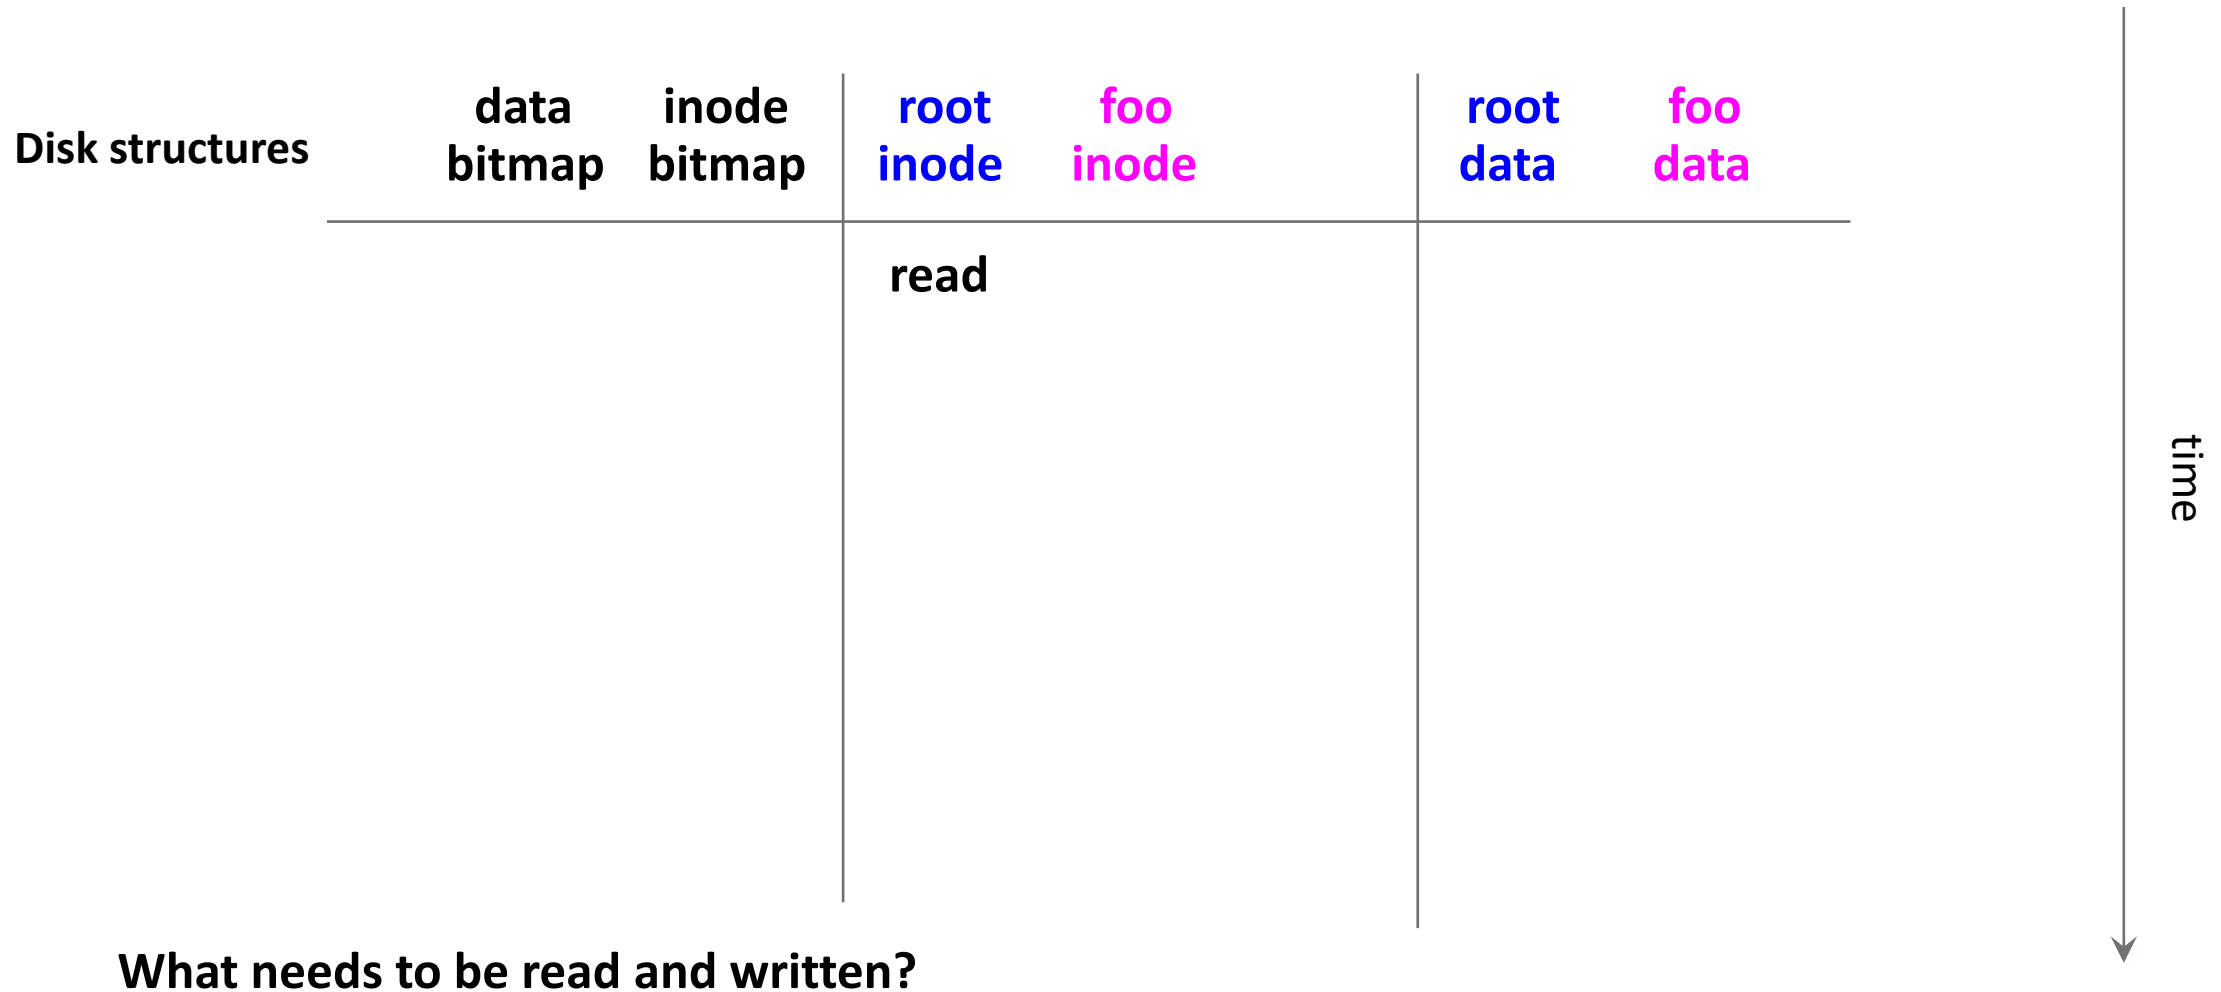 Disk structures
data inode root foo root foo
bitmap bitmap inode inode data data
read
time
What needs to be read and written?